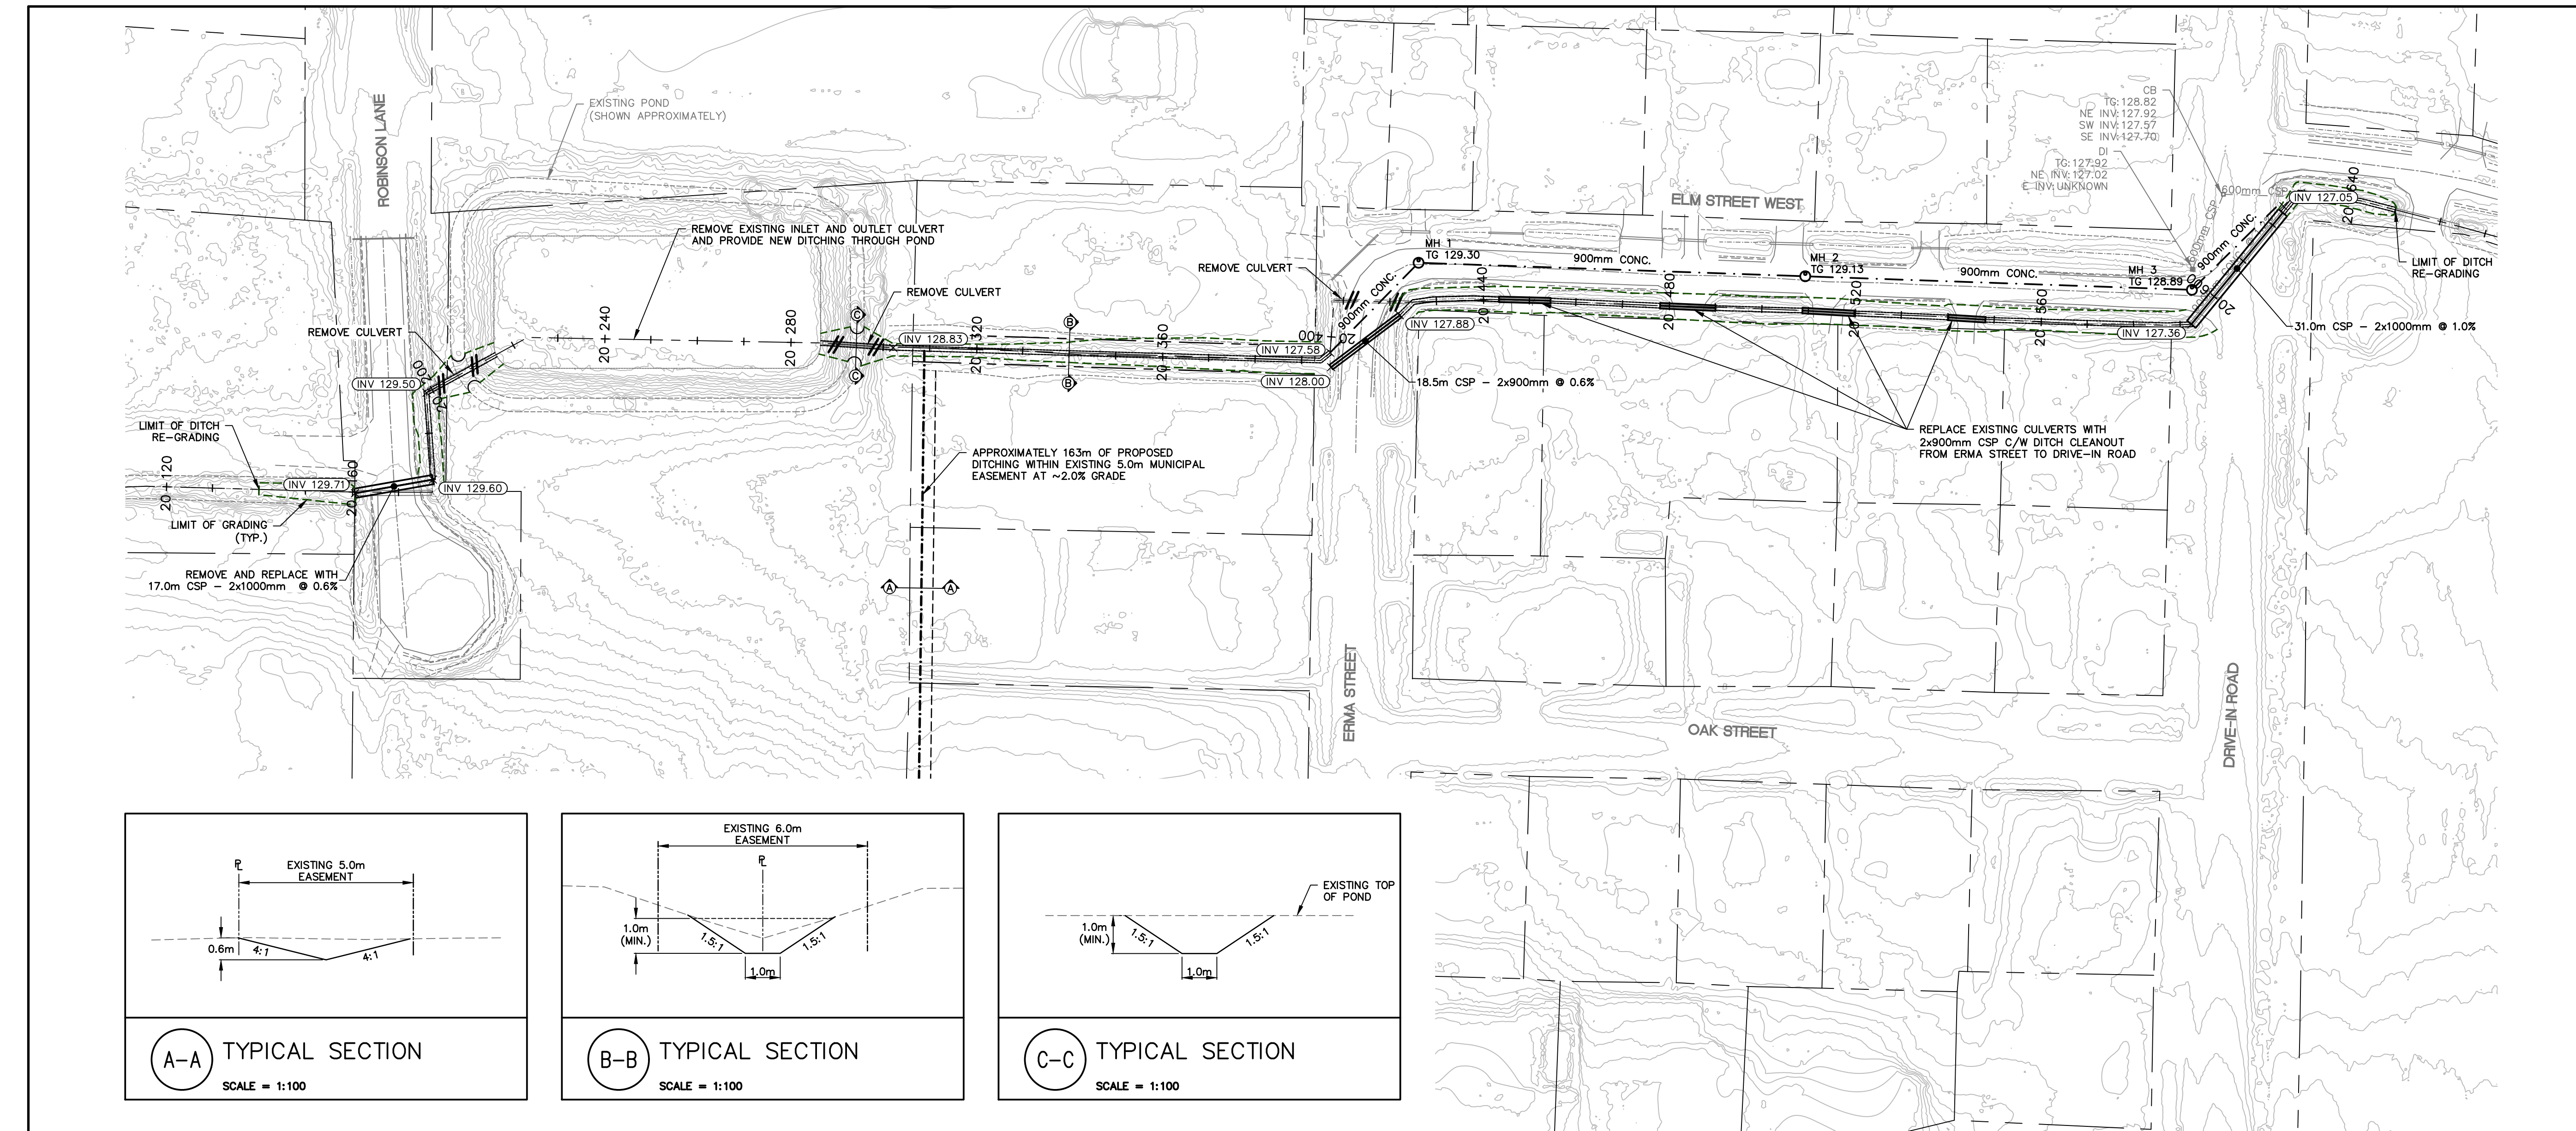 ROBINSON LANE
EXISTING POND
(SHOWN APPROXIMATELY)
REMOVE EXISTING INLET AND OUTLET CULVERT
AND PROVIDE NEW DITCHING THROUGH POND
REMOVE CULVERT
REMOVE CULVERT
REMOVE CULVERT
20+240
20+280
C
C
INV 128.83
20+320
B
B
20+360
INV 127.58
INV 128.00
20+400
900mm CONC.
MH 1
TG 129.30
900mm CONC.
ELM STREET WEST
MH 2
TG 129.13
900mm CONC.
MH 3
TG 128.89
CB
TG:128.82
NE INV:127.92
SW INV:127.57
SE INV:127.70
DI
TG:127.92
NE INV:127.02
E INV:UNKNOWN
600mm CSP
600mm CSP
900mm CONC.
INV 127.05
20+640
LIMIT OF DITCH
RE-GRADING
20+600
31.0m CSP - 2x1000mm @ 1.0%
INV 127.88
20+440
20+480
20+520
20+560
INV 127.36
18.5m CSP - 2x900mm @ 0.6%
REPLACE EXISTING CULVERTS WITH
2x900mm CSP C/W DITCH CLEANOUT
FROM ERMA STREET TO DRIVE-IN ROAD
INV 129.50
20+200
LIMIT OF DITCH
RE-GRADING
20+120
INV 129.71
20+160
INV 129.60
LIMIT OF GRADING
(TYP.)
REMOVE AND REPLACE WITH
17.0m CSP - 2x1000mm @ 0.6%
APPROXIMATELY 163m OF PROPOSED
DITCHING WITHIN EXISTING 5.0m MUNICIPAL
EASEMENT AT ~2.0% GRADE
A
A
ERMA STREET
OAK STREET
DRIVE-IN ROAD
PL
EXISTING 5.0m
EASEMENT
0.6m
4:1
4:1
A-A
TYPICAL SECTION
SCALE = 1:100
EXISTING 6.0m
EASEMENT
PL
1.0m
(MIN.)
1.5:1
1.5:1
1.0m
B-B
TYPICAL SECTION
SCALE = 1:100
EXISTING TOP
OF POND
1.0m
(MIN.)
1.5:1
1.5:1
1.0m
C-C
TYPICAL SECTION
SCALE = 1:100